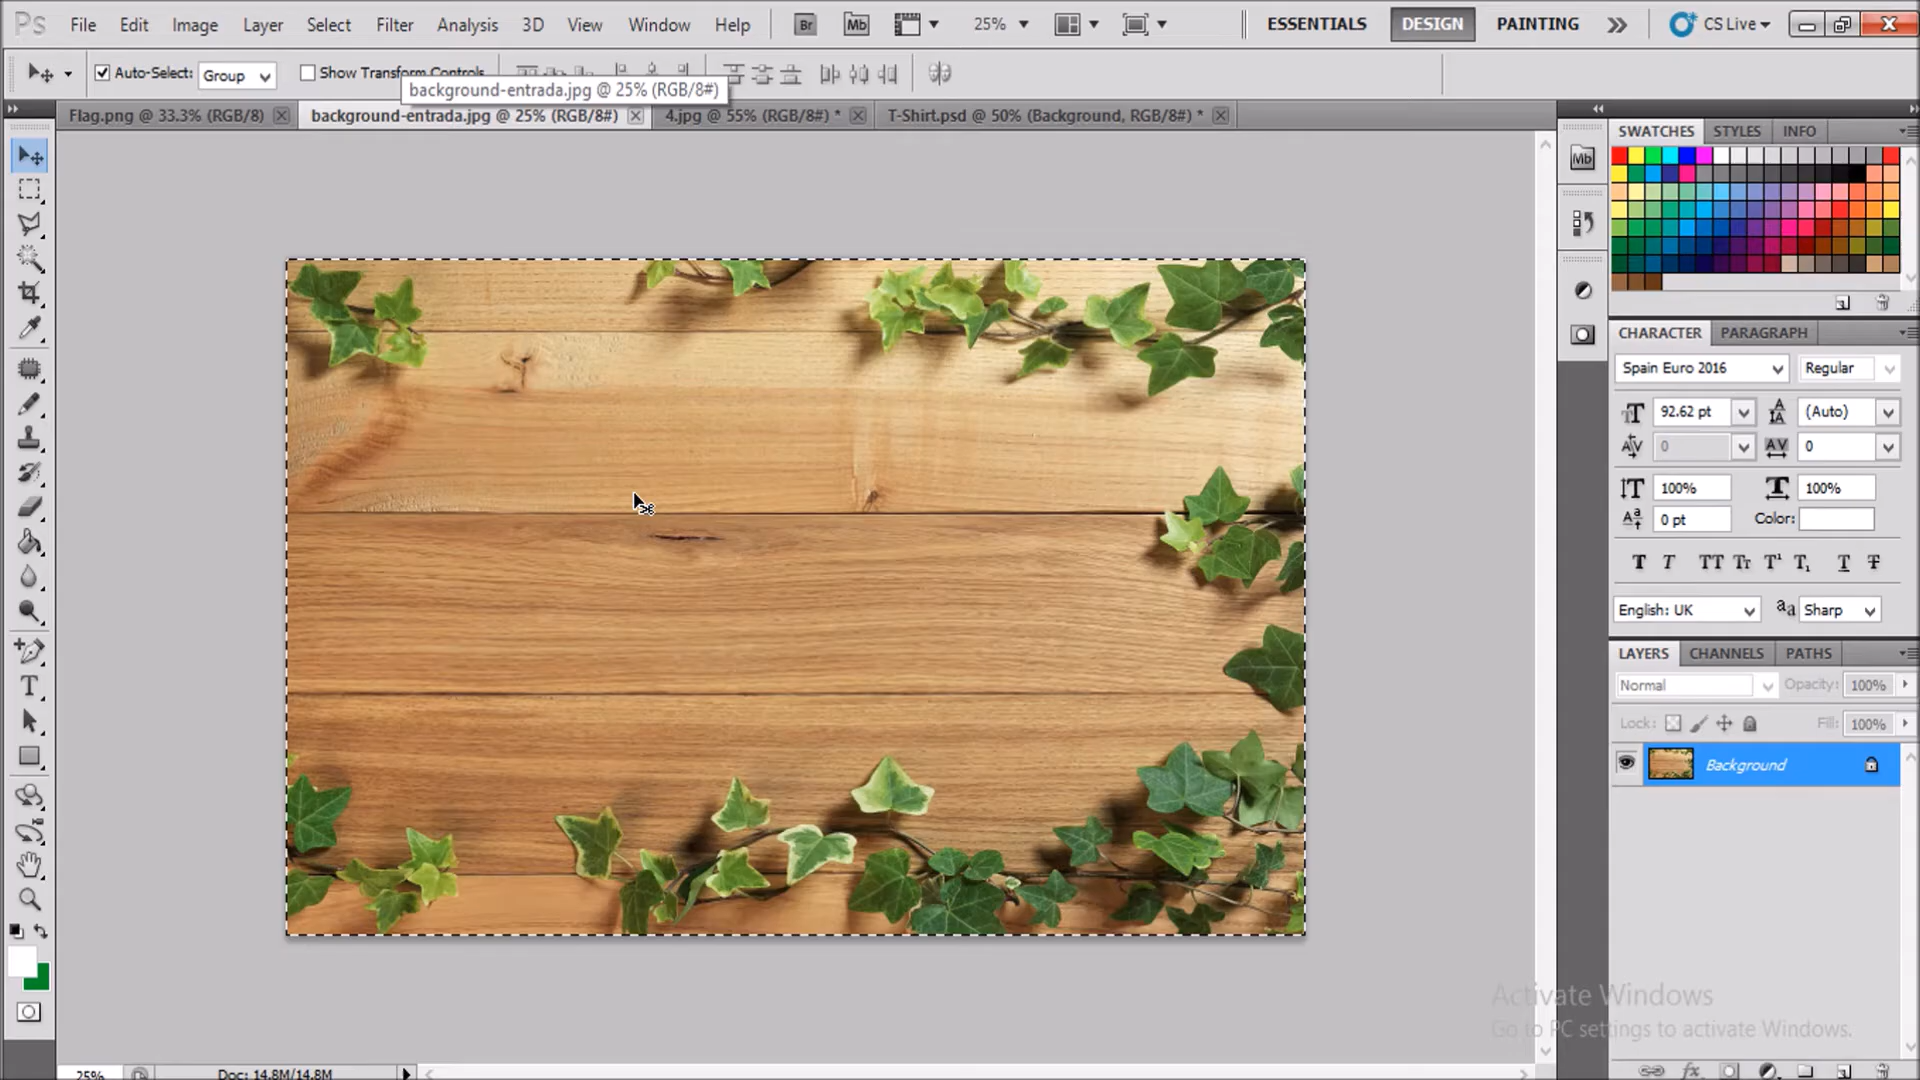 Ps File Edit Image Layer Select Filter Analysis 3D View Window Help Br Mb 25% ESSENTIALS DESIGN PAINTING CS Live
Auto-Select: Group Show Transform Controls
background-entrada.jpg @ 25% (RGB/8#)
Flag.png @ 33.3% (RGB/8) background-entrada.jpg @ 25% (RGB/8#) 4.jpg @ 55% (RGB/8#) * T-Shirt.psd @ 50% (Background, RGB/8#) *
SWATCHES STYLES INFO
Mb
CHARACTER PARAGRAPH
Spain Euro 2016 Regular
92.62 pt (Auto)
0 0
100% 100%
0 pt Color:
T T TT Tr T¹ T₁ T T
English: UK aa Sharp
LAYERS CHANNELS PATHS
Normal Opacity: 100%
Lock: Fill: 100%
Background
Activate Windows
Go to PC settings to activate Windows.
25% Doc: 14.8M/14.8M